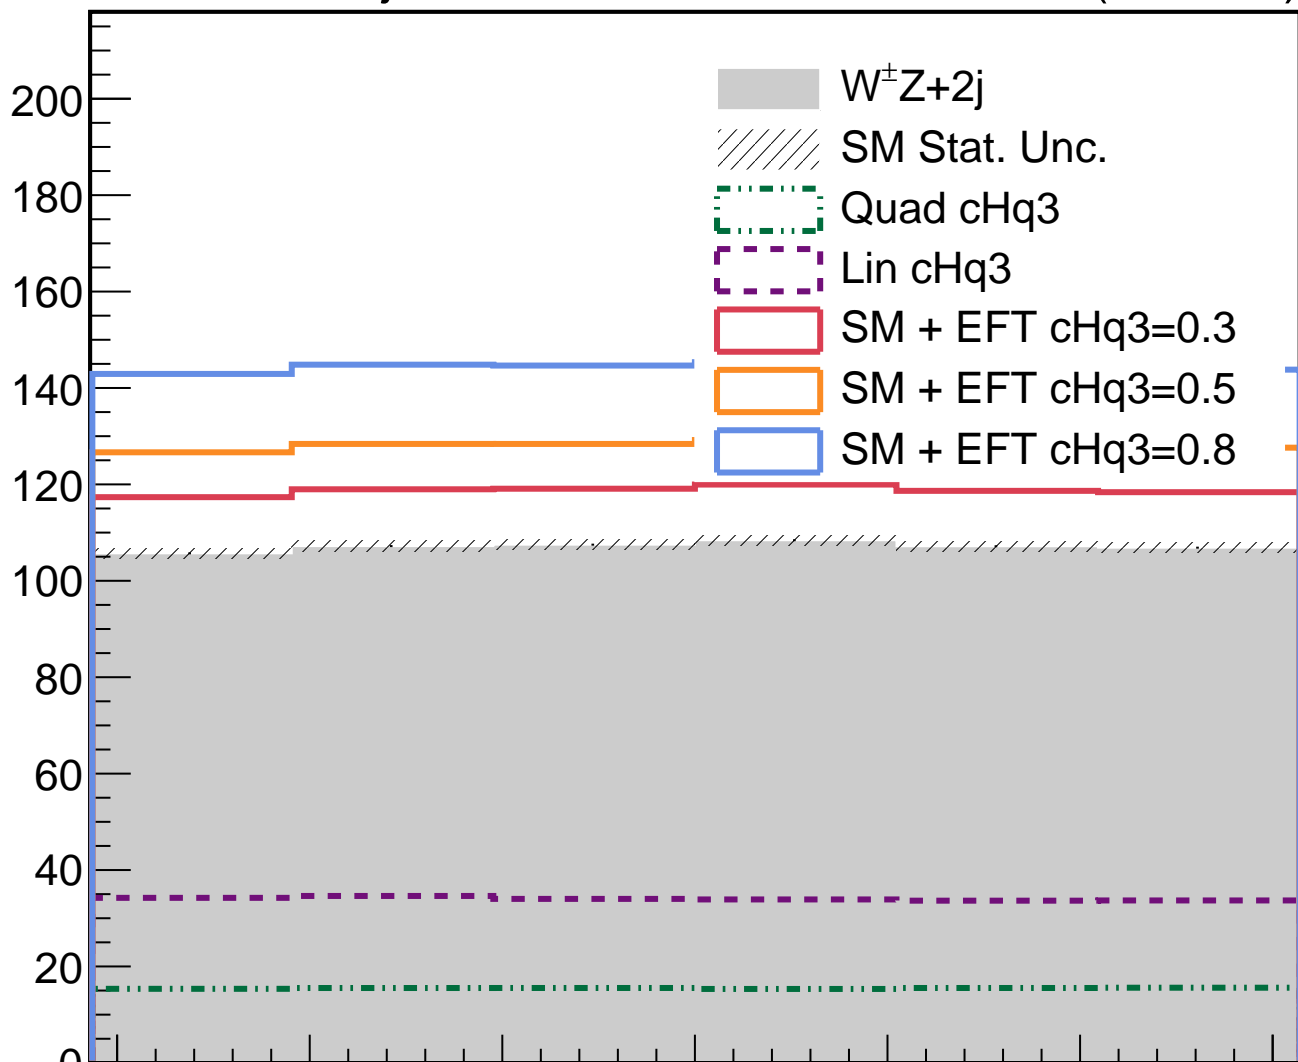 200
180
160
140
120
100
80
60
40
20
0
W±Z+2j
SM Stat. Unc.
Quad cHq3
Lin cHq3
SM + EFT cHq3=0.3
SM + EFT cHq3=0.5
SM + EFT cHq3=0.8